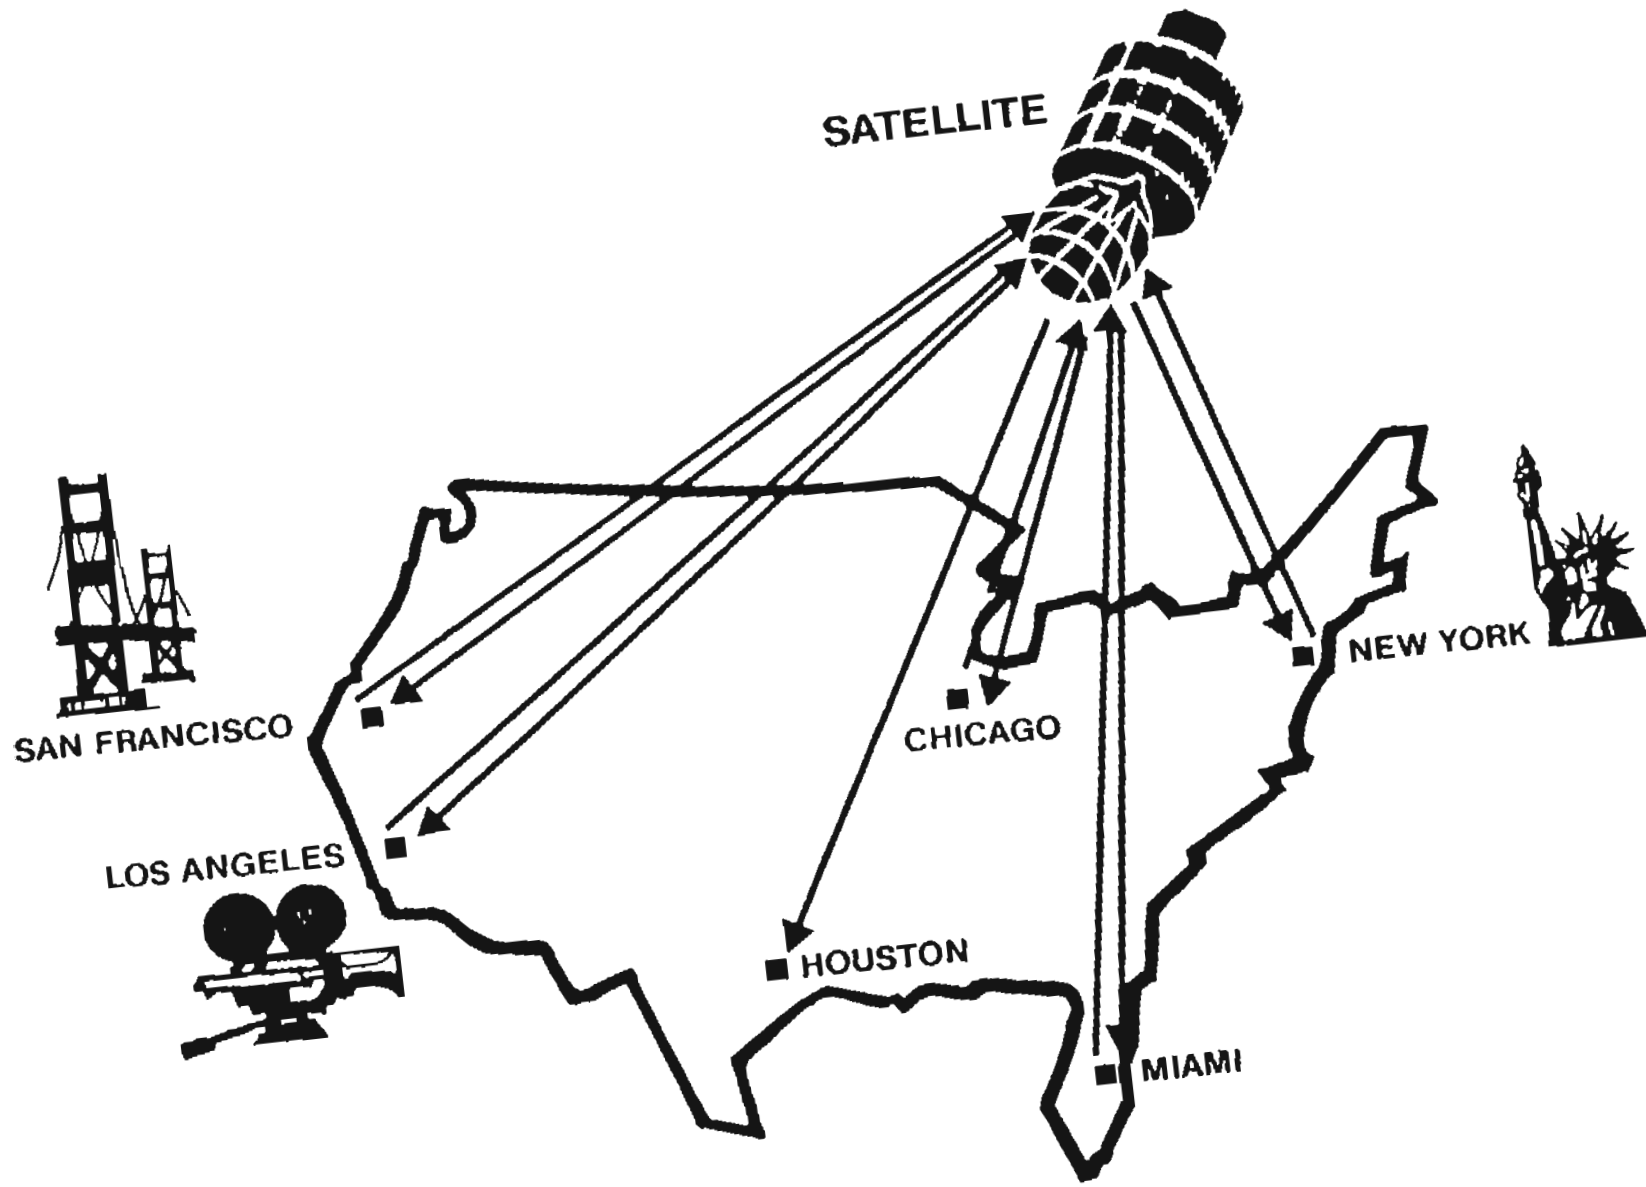 SATELLITE
NEW YORK
SAN FRANCISCO
CHICAGO
LOS ANGELES
HOUSTON
MIAMI